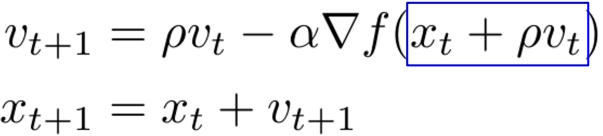 v_{t+1} = ρv_t − α∇f(x_t + ρv_t)
x_{t+1} = x_t + v_{t+1}